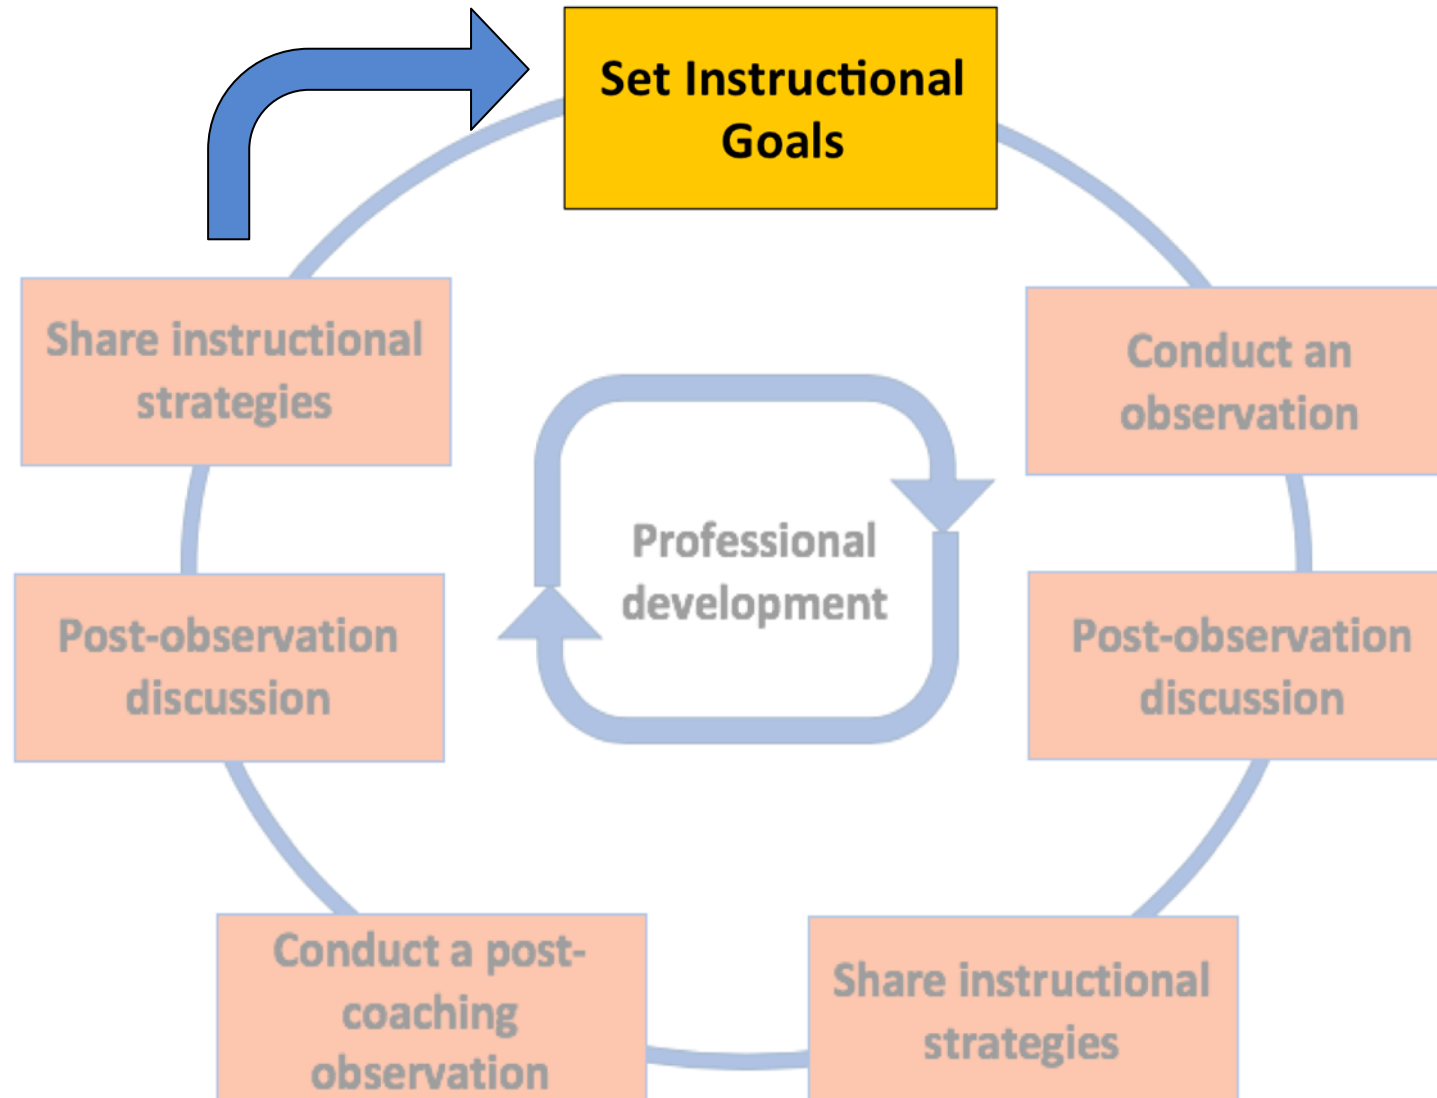 Set Instructional
Goals
Share instructional
strategies
Conduct an
observation
Professional
development
Post-observation
discussion
Post-observation
discussion
Conduct a post-
coaching
observation
Share instructional
strategies